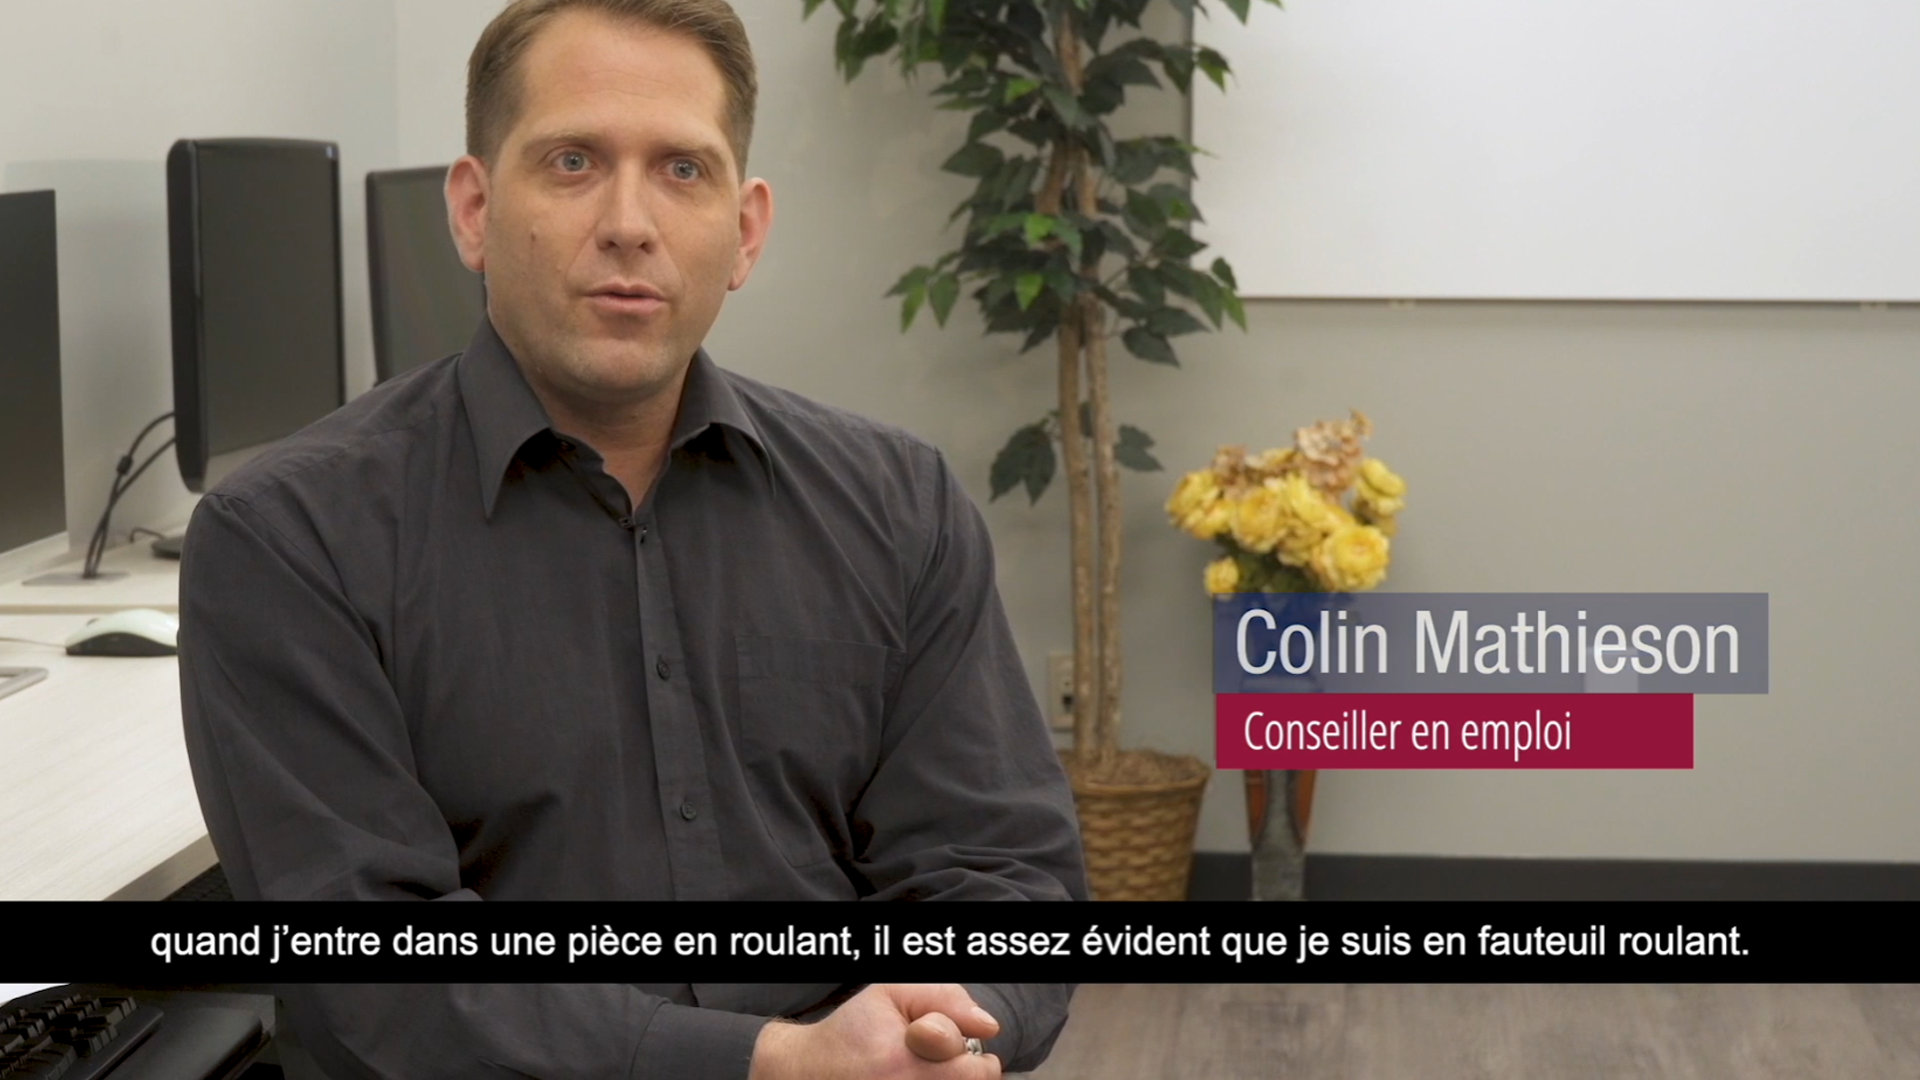 Colin Mathieson
Conseiller en emploi
quand j’entre dans une pièce en roulant, il est assez évident que je suis en fauteuil roulant.